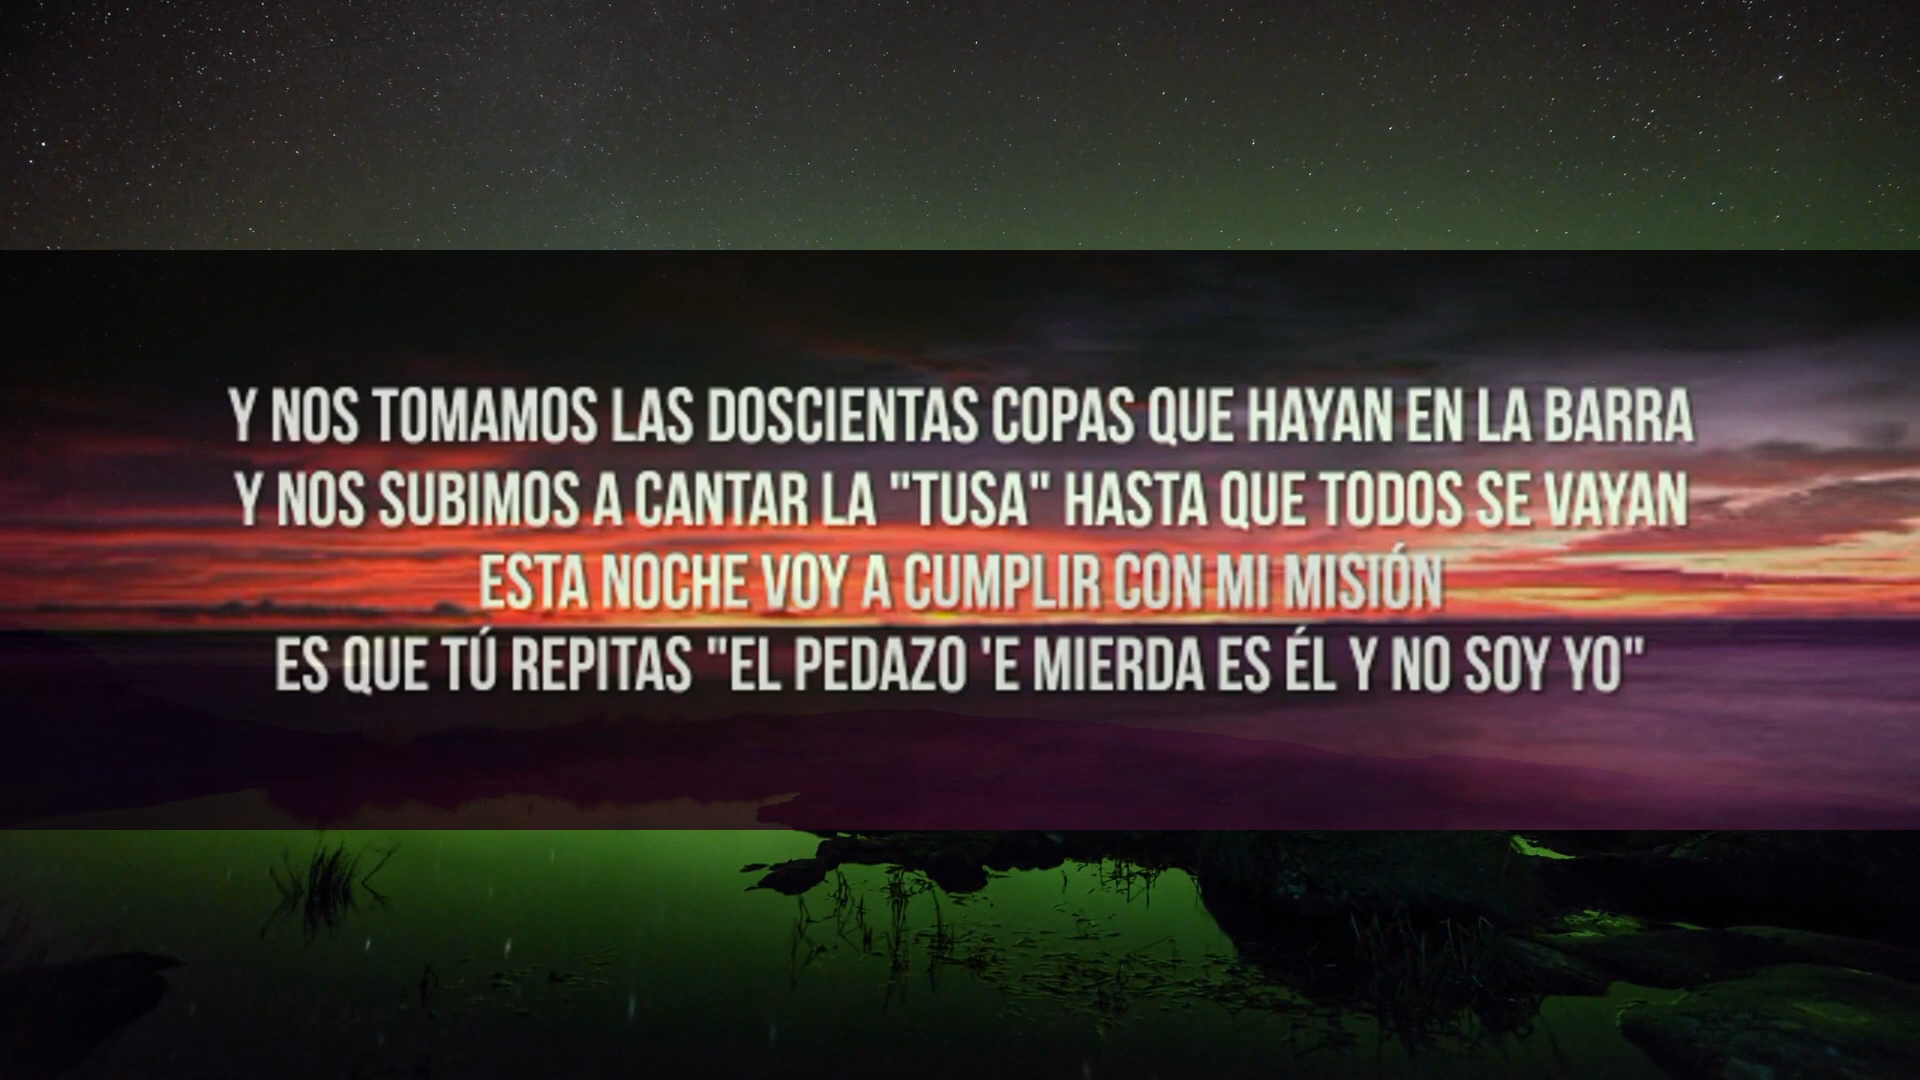 Y NOS TOMAMOS LAS DOSCIENTAS COPAS QUE HAYAN EN LA BARRA
Y NOS SUBIMOS A CANTAR LA "TUSA" HASTA QUE TODOS SE VAYAN
ESTA NOCHE VOY A CUMPLIR CON MI MISIÓN
ES QUE TÚ REPITAS "EL PEDAZO 'E MIERDA ES ÉL Y NO SOY YO"